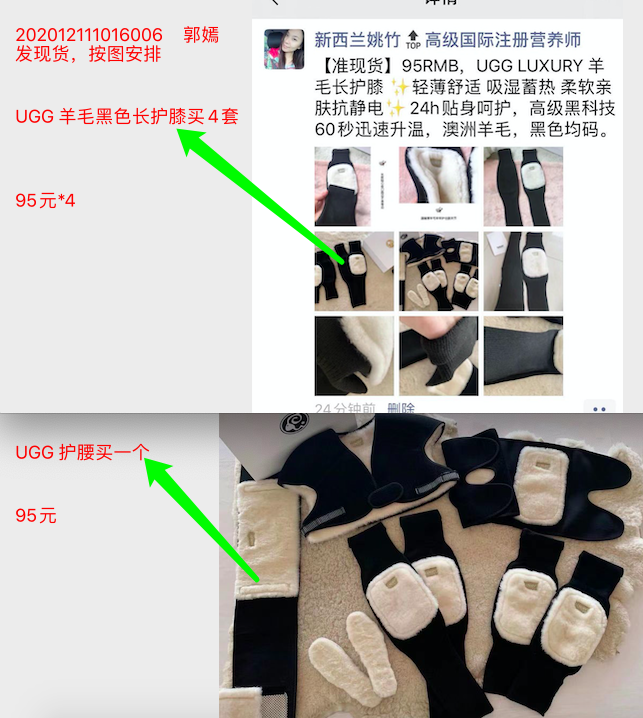 202012111016006 郭嫣
发现货，按图安排
UGG 羊毛黑色长护膝买4套
95元*4
详情
新西兰姚竹 TOP 高级国际注册营养师
【准现货】95RMB，UGG LUXURY 羊
毛长护膝 ✨轻薄舒适 吸湿蓄热 柔软亲
肤抗静电✨ 24h贴身呵护，高级黑科技
60秒迅速升温，澳洲羊毛，黑色均码。
24分钟前 删除
UGG 护腰买一个
95元